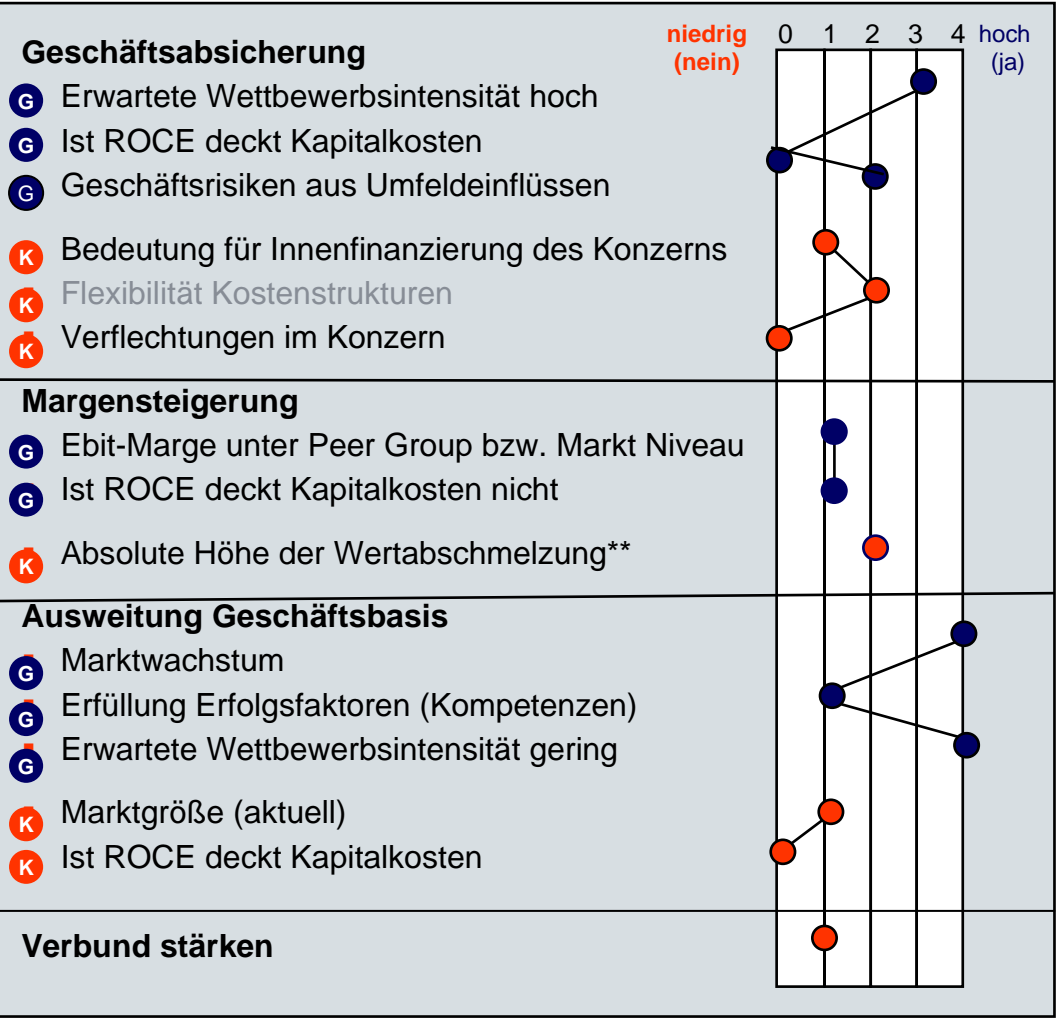 niedrig 0 1 2 3 4 hoch
(nein) (ja)
Geschäftsabsicherung
G Erwartete Wettbewerbsintensität hoch
G Ist ROCE deckt Kapitalkosten
G Geschäftsrisiken aus Umfeldeinflüssen
K Bedeutung für Innenfinanzierung des Konzerns
K Flexibilität Kostenstrukturen
K Verflechtungen im Konzern
Margensteigerung
G Ebit-Marge unter Peer Group bzw. Markt Niveau
G Ist ROCE deckt Kapitalkosten nicht
K Absolute Höhe der Wertabschmelzung**
Ausweitung Geschäftsbasis
G Marktwachstum
G Erfüllung Erfolgsfaktoren (Kompetenzen)
G Erwartete Wettbewerbsintensität gering
K Marktgröße (aktuell)
K Ist ROCE deckt Kapitalkosten
Verbund stärken